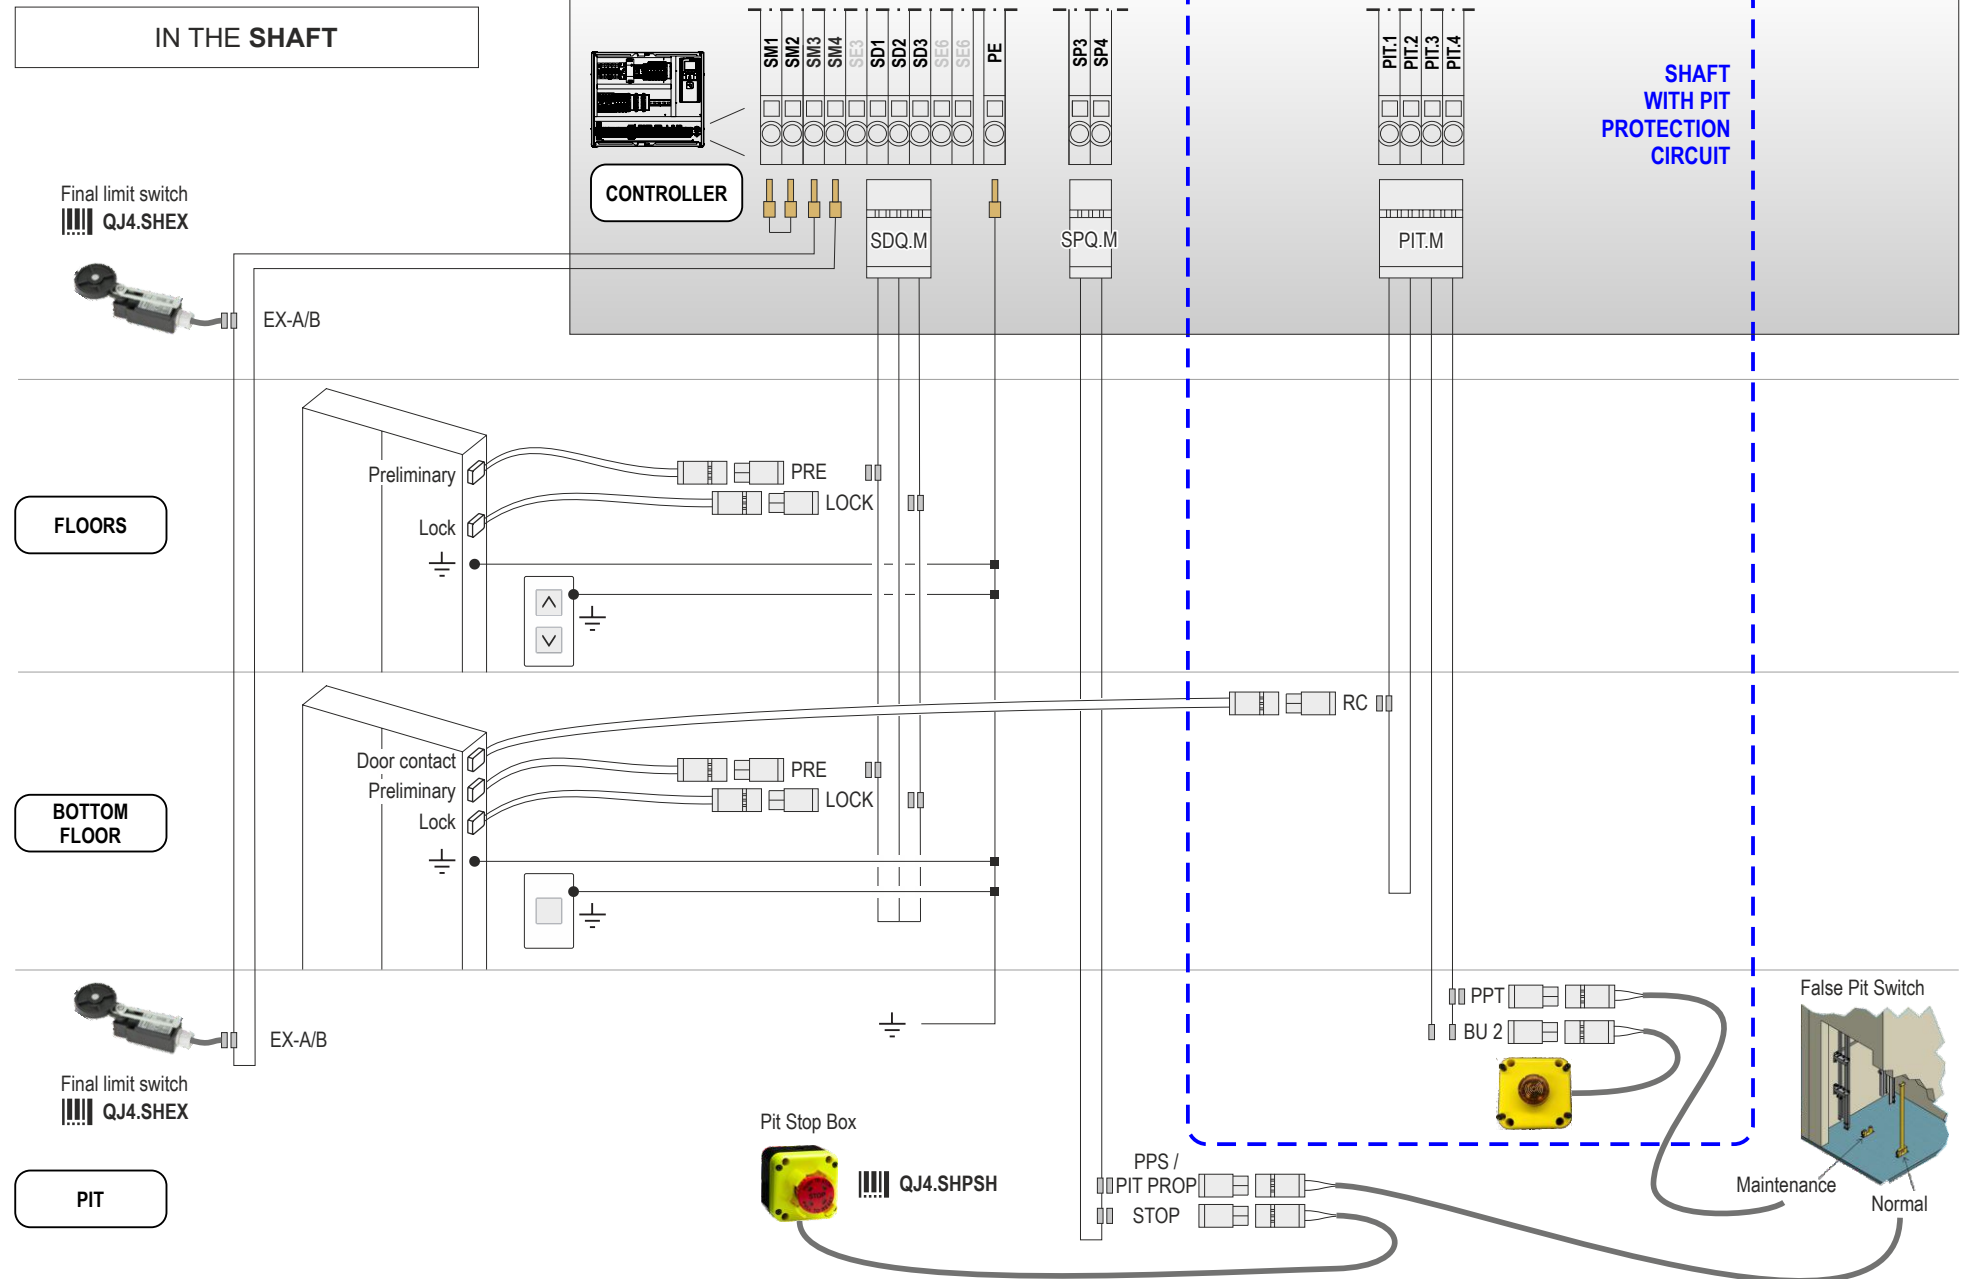 IN THE SHAFT
SM1
SM2
SM3
SM4
SE3
SD1
SD2
SD3
SE6
SE6
PE
SP3
SP4
PIT.1
PIT.2
PIT.3
PIT.4
SHAFT
WITH PIT
PROTECTION
CIRCUIT
CONTROLLER
Final limit switch
QJ4.SHEX
SDQ.M
SPQ.M
PIT.M
EX-A/B
Preliminary
PRE
LOCK
Lock
FLOORS
RC
Door contact
PRE
Preliminary
LOCK
Lock
BOTTOM
FLOOR
PPT
BU 2
False Pit Switch
EX-A/B
Final limit switch
QJ4.SHEX
Pit Stop Box
STOP
QJ4.SHPSH
PPS /
PIT PROP
STOP
Maintenance
Normal
PIT